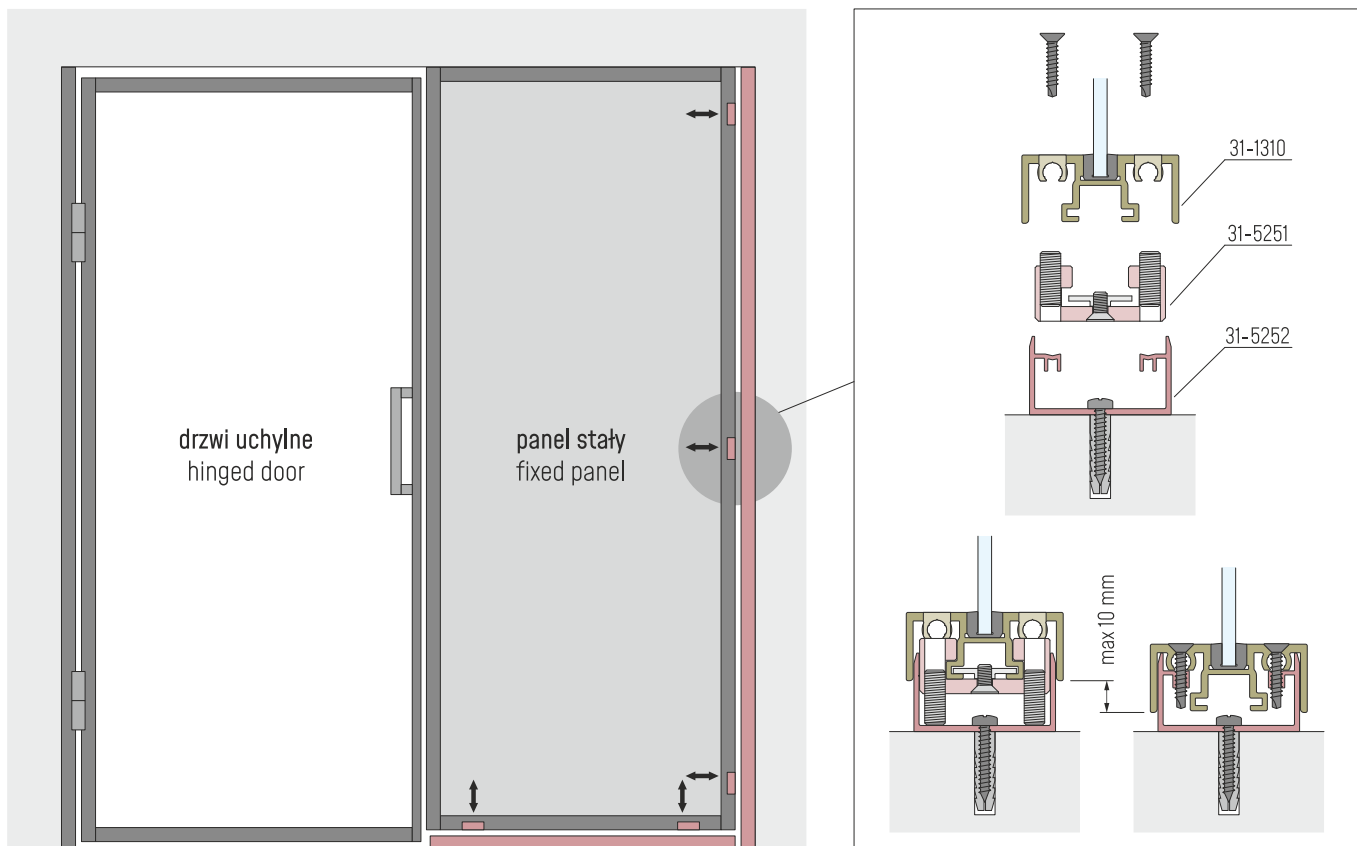 drzwi uchylne
hinged door
panel stały
fixed panel
31-1310
31-5251
31-5252
max 10 mm